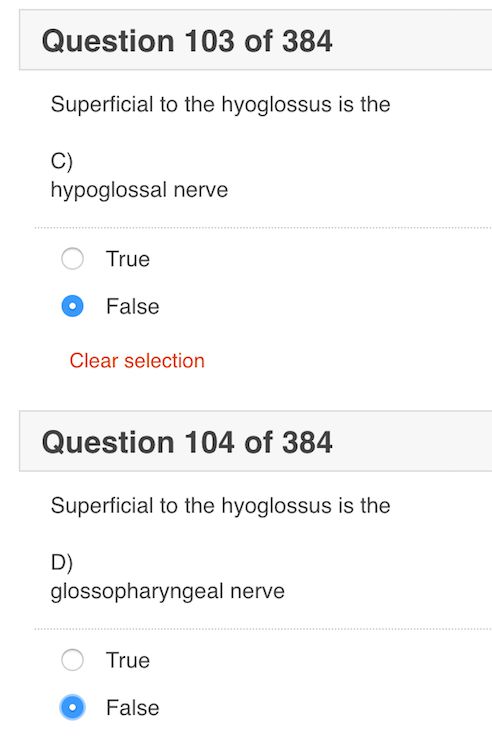 Question 103 of 384
Superficial to the hyoglossus is the
C)
hypoglossal nerve
True
False
Clear selection
Question 104 of 384
Superficial to the hyoglossus is the
D)
glossopharyngeal nerve
True
False